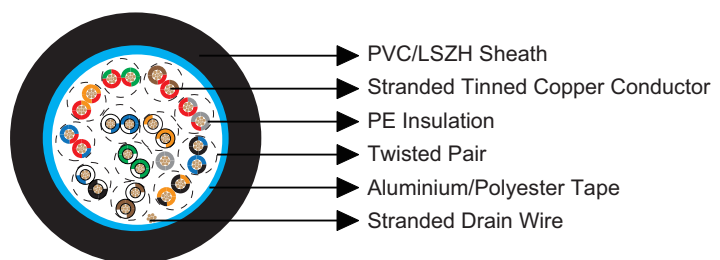 PVC/LSZH Sheath
Stranded Tinned Copper Conductor
PE Insulation
Twisted Pair
Aluminium/Polyester Tape
Stranded Drain Wire